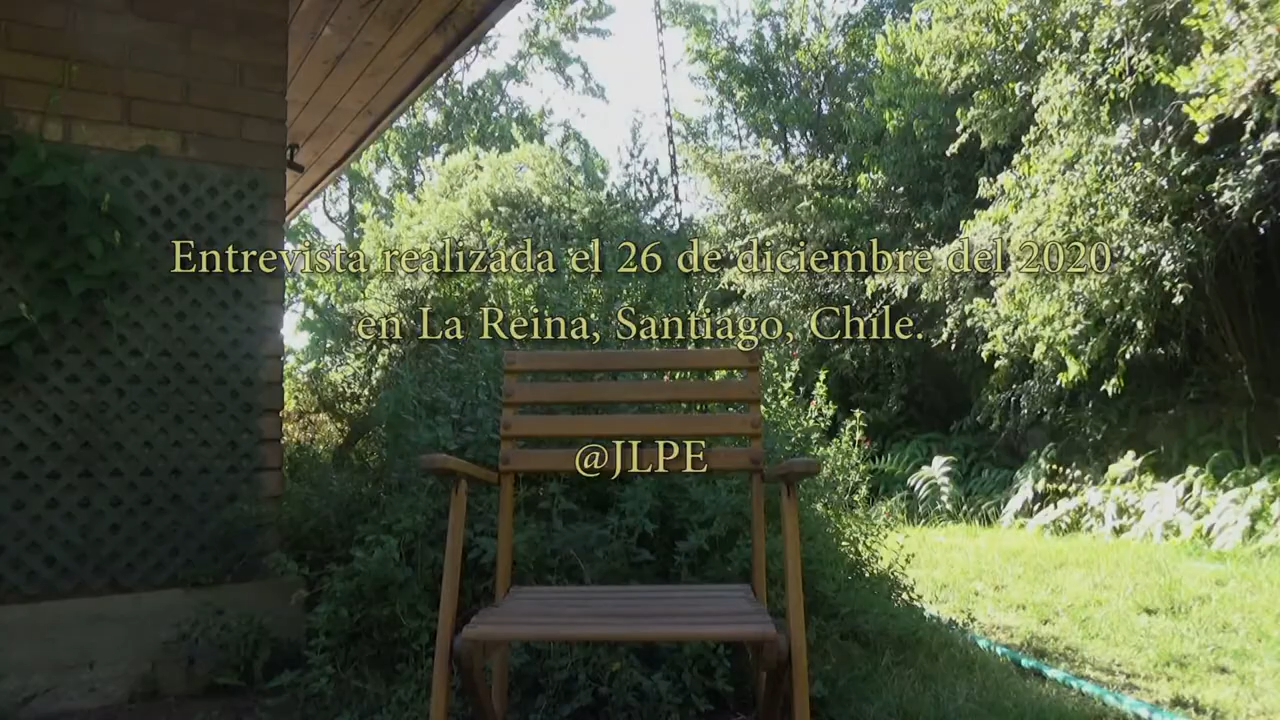 Entrevista realizada el 26 de diciembre del 2020
en La Reina, Santiago, Chile.
@JLPE